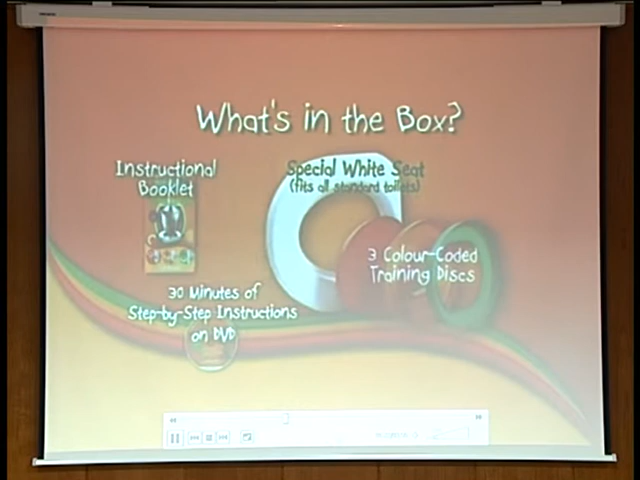 What's in the Box?
Instructional
Booklet
Special White Seat
(fits all standard toilets)
3 Colour-Coded
Training Discs
30 Minutes of
Step-by-Step Instructions
on DVD